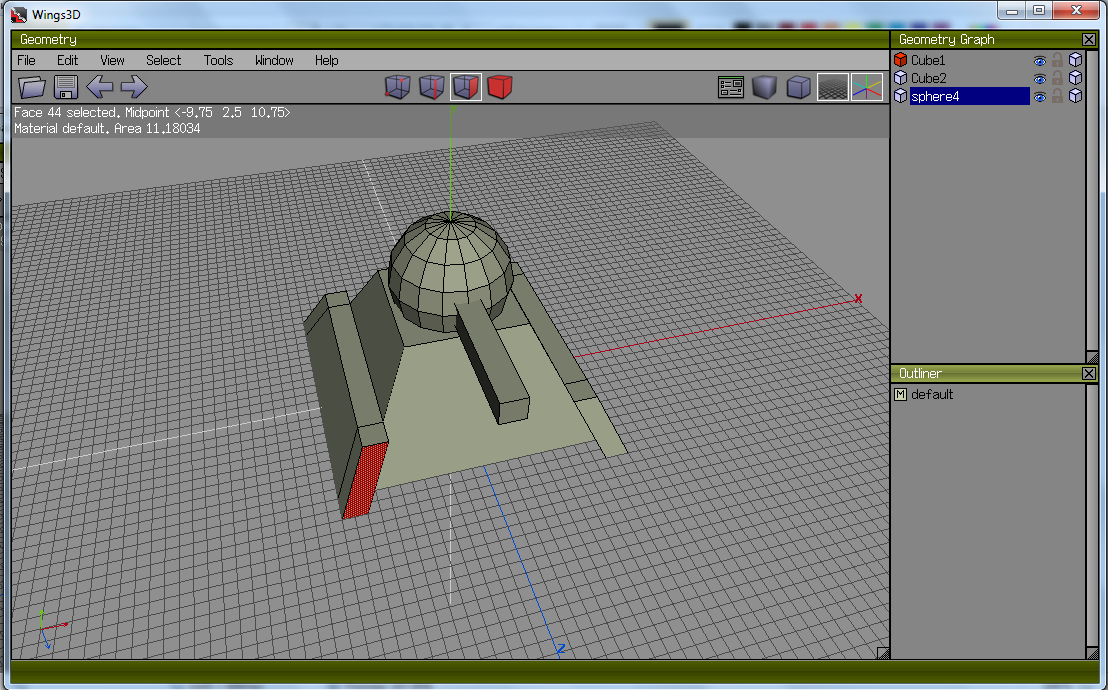 Wings3D
Geometry
File Edit View Select Tools Window Help
Face 44 selected. Midpoint <-9.75 2.5 10.75>
Material default. Area 11.18034
Y
X
Z
Geometry Graph
Cube1
Cube2
sphere4
Outliner
M default